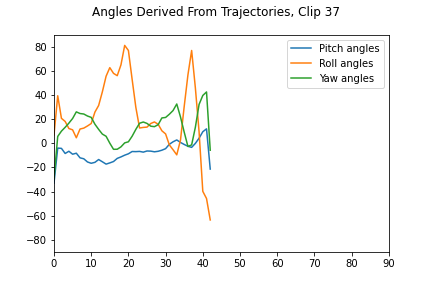 Angles Derived From Trajectories, Clip 37
Pitch angles
Roll angles
Yaw angles
80
60
40
20
0
−20
−40
−60
−80
0 10 20 30 40 50 60 70 80 90